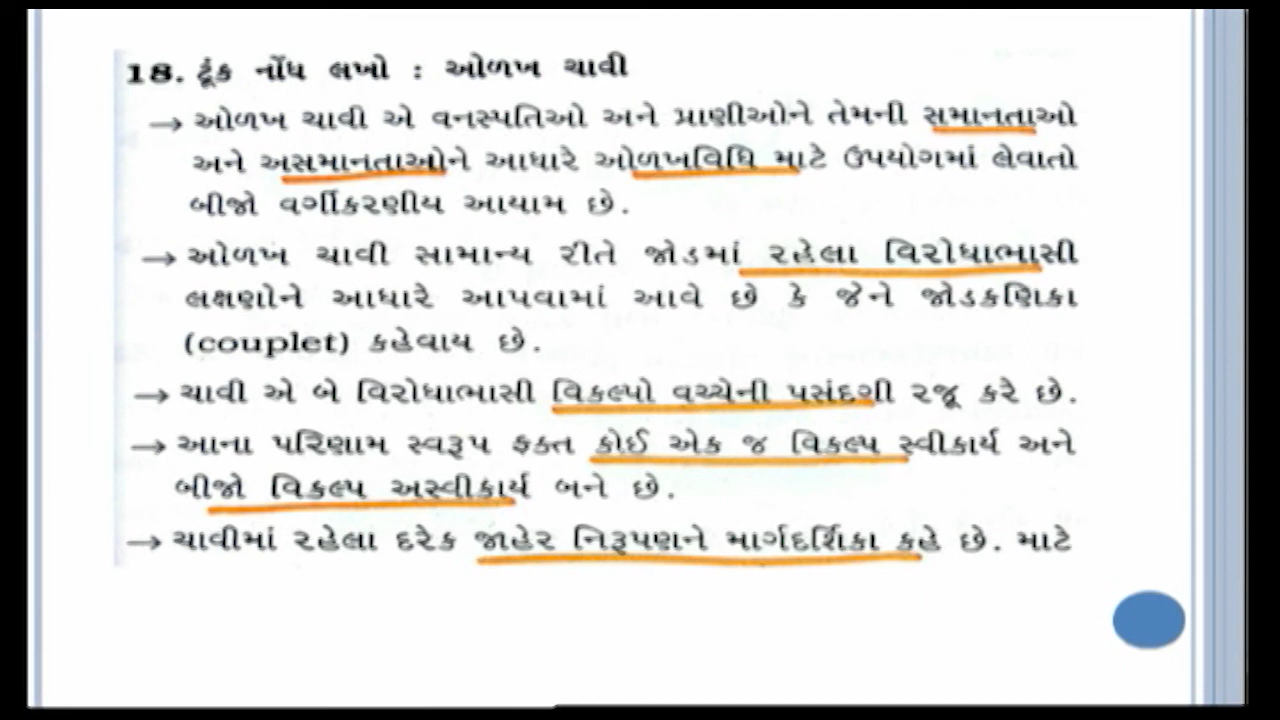 18. ટૂંક નોંધ લખો : ઓળખ ચાવી
→ ઓળખ ચાવી એ વનસ્પતિઓ અને પ્રાણીઓને તેમની સમાનતાઓ
અને અસમાનતાઓને આધારે ઓળખવિધિ માટે ઉપયોગમાં લેવાતો
બીજો વર્ગીકરણીય આયામ છે.
→ ઓળખ ચાવી સામાન્ય રીતે જોડમાં રહેલા વિરોધાભાસી
લક્ષણોને આધારે આપવામાં આવે છે કે જેને જોડકણિકા
(couplet) કહેવાય છે.
→ ચાવી એ બે વિરોધાભાસી વિકલ્પો વચ્ચેની પસંદગી રજૂ કરે છે.
→ આના પરિણામ સ્વરૂપ ફક્ત કોઈ એક જ વિકલ્પ સ્વીકાર્ય અને
બીજો વિકલ્પ અસ્વીકાર્ય બને છે.
→ ચાવીમાં રહેલા દરેક જાહેર નિરૂપણને માર્ગદર્શિકા કહે છે. માટે